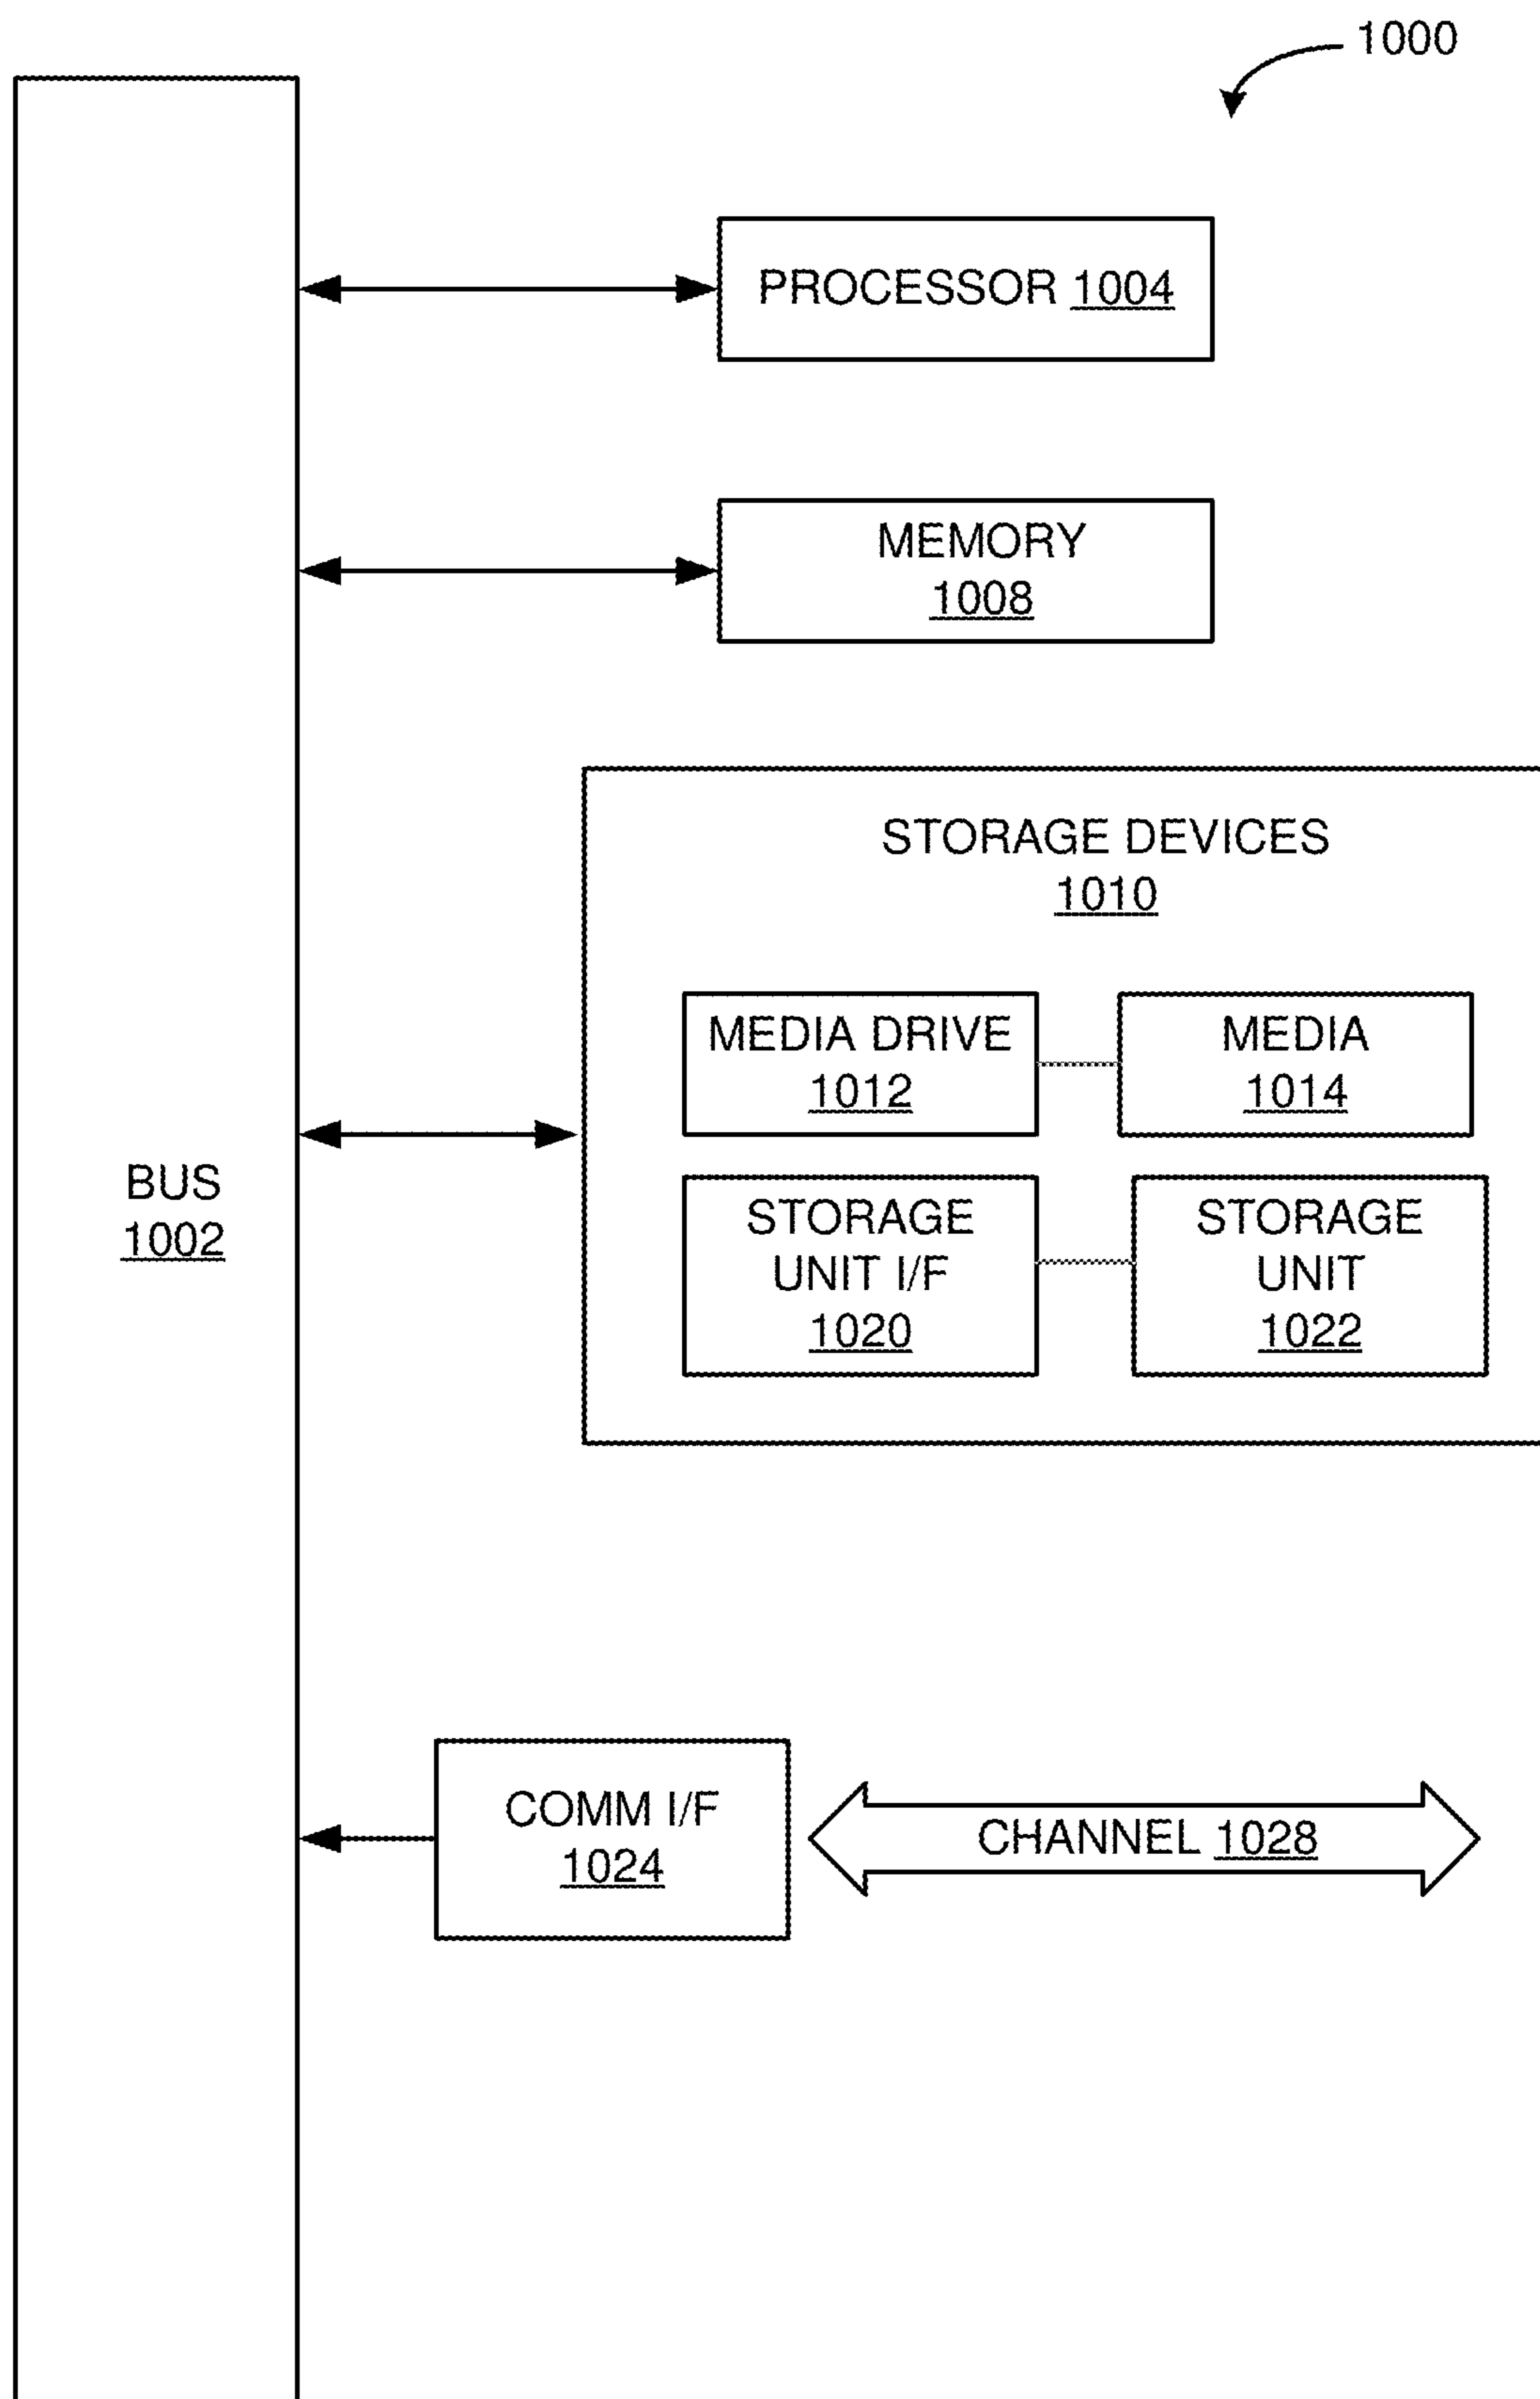 1000
PROCESSOR 1004
MEMORY
1008
STORAGE DEVICES
1010
MEDIA DRIVE
1012
MEDIA
1014
BUS
1002
STORAGE
UNIT I/F
1020
STORAGE
UNIT
1022
COMM I/F
1024
CHANNEL 1028